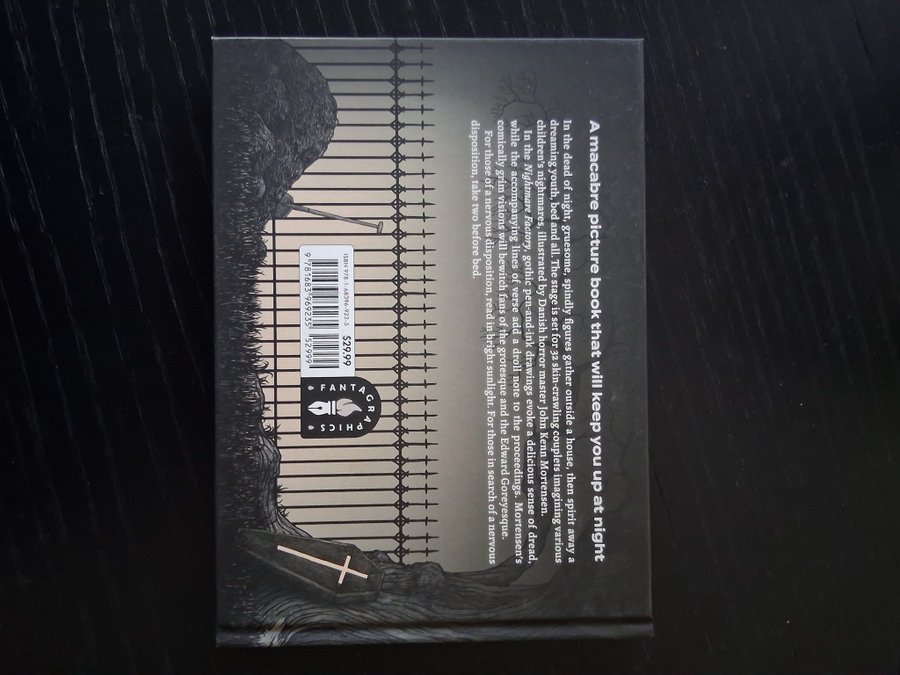 A macabre picture book that will keep you up at night
In the dead of night, gruesome, spindly figures gather outside a house, then spirit away a
dreaming youth, bed and all. The stage is set for 32 skin-crawling couplets imagining various
children's nightmares, illustrated by Danish horror master John Kenn Mortensen.
In the Nightmare Factory, gothic pen-and-ink drawings evoke a delicious sense of dread,
while the accompanying lines of verse add a droll note to the proceedings. Mortensen's
comically grim visions will bewitch fans of the grotesque and the Edward Goreyesque.
For those of a nervous disposition, read in bright sunlight. For those in search of a nervous
disposition, take two before bed.
ISBN 978-1-68396-923-5 $29.99
9 781683 969235 52999
FANTAGRAPHICS